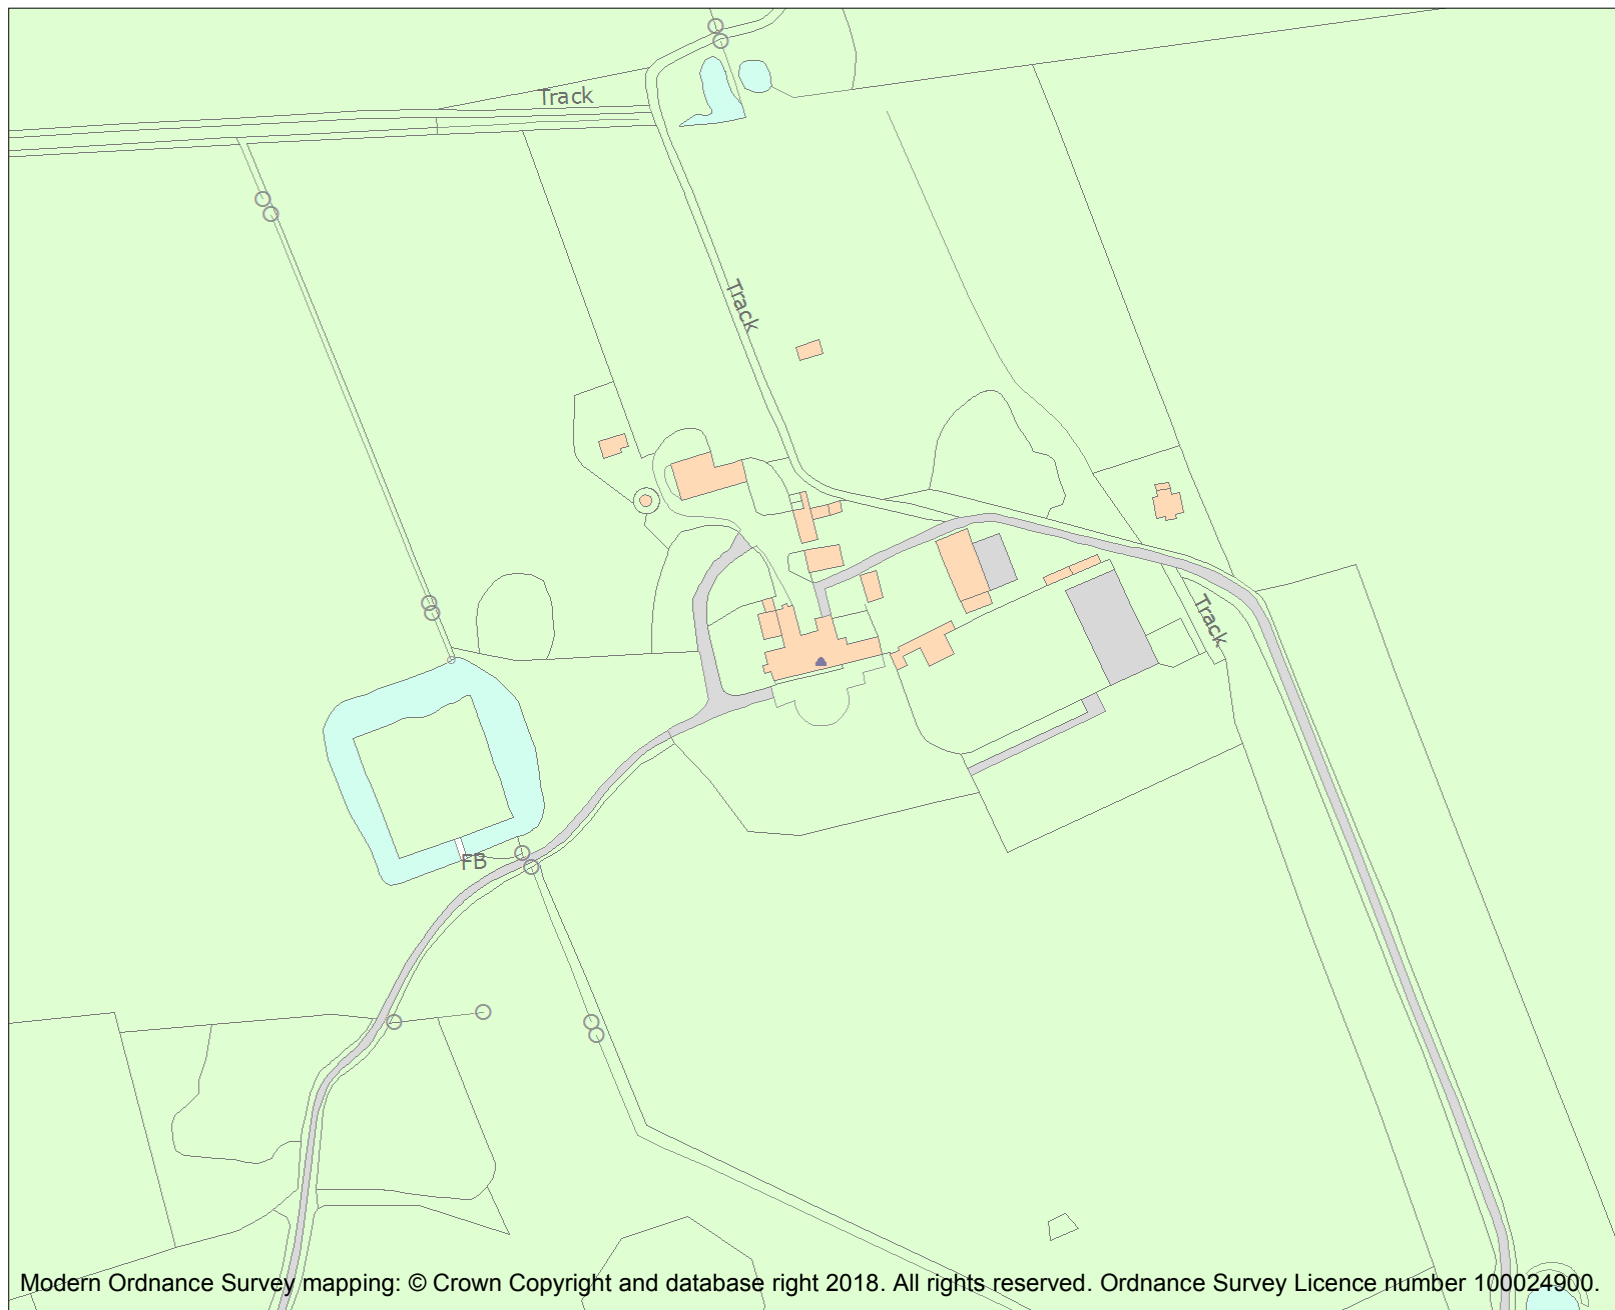 Track
Track
Track
FB
Modern Ordnance Survey mapping: © Crown Copyright and database right 2018. All rights reserved. Ordnance Survey Licence number 100024900.